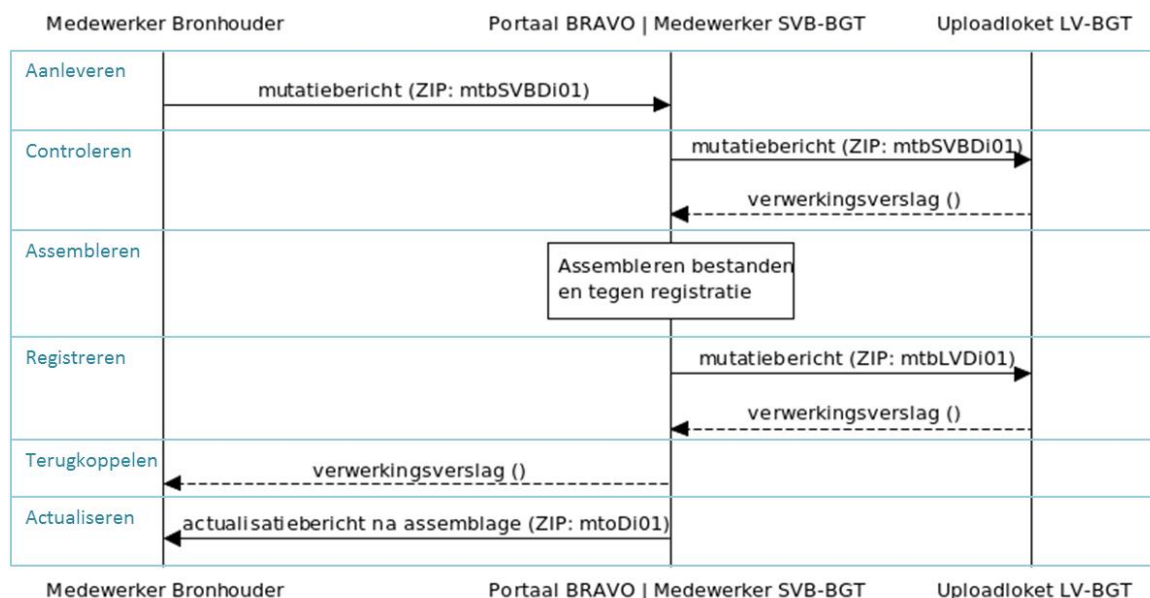 Medewerker Bronhouder
Portaal BRAVO | Medewerker SVB-BGT
Uploadloket LV-BGT
Aanleveren
mutatiebericht (ZIP: mtbSVBDi01)
Controleren
mutatiebericht (ZIP: mtbSVBDi01)
verwerkingsverslag ()
Assembleren
Assembleren bestanden
en tegen registratie
Registreren
mutatiebericht (ZIP: mtbLVDi01)
verwerkingsverslag ()
Terugkoppelen
verwerkingsverslag ()
Actualiseren
actualisatiebericht na assemblage (ZIP: mtoDi01)
Medewerker Bronhouder
Portaal BRAVO | Medewerker SVB-BGT
Uploadloket LV-BGT